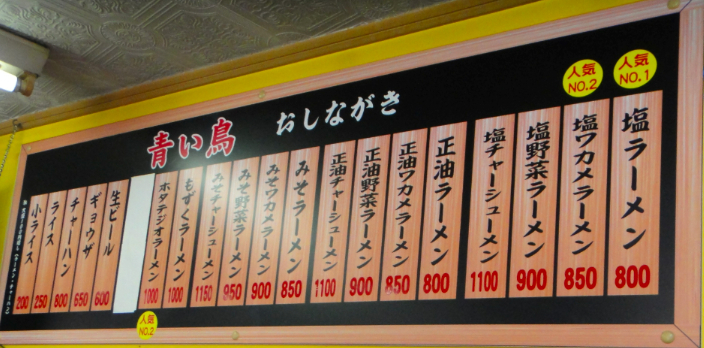 青い鳥
おしながき
人気
NO.1
人気
NO.2
塩ラーメン 800
塩ワカメラーメン 850
塩野菜ラーメン 900
塩チャーシューメン 1100
正油ラーメン 800
正油ワカメラーメン 850
正油野菜ラーメン 900
正油チャーシューメン 1100
みそラーメン 850
みそワカメラーメン 900
みそ野菜ラーメン 950
みそチャーシューメン 1150
もずくラーメン 1000
ホタテジオラーメン 1000
人気
NO.2
生ビール 600
ギョウザ 650
チャーハン 800
ライス 250
小ライス 200